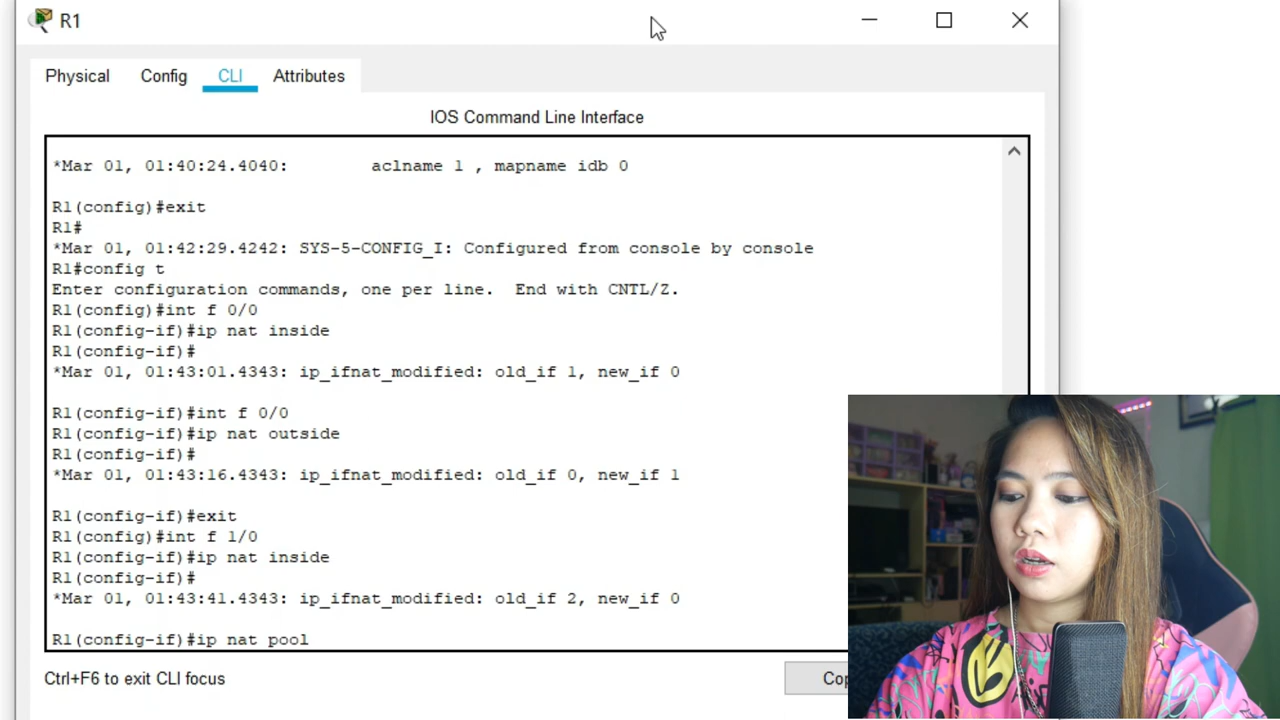 R1
Physical Config CLI Attributes
IOS Command Line Interface
*Mar 01, 01:40:24.4040: aclname 1 , mapname idb 0
R1(config)#exit
R1#
*Mar 01, 01:42:29.4242: SYS-5-CONFIG_I: Configured from console by console
R1#config t
Enter configuration commands, one per line. End with CNTL/Z.
R1(config)#int f 0/0
R1(config-if)#ip nat inside
R1(config-if)#
*Mar 01, 01:43:01.4343: ip_ifnat_modified: old_if 1, new_if 0
R1(config-if)#int f 0/0
R1(config-if)#ip nat outside
R1(config-if)#
*Mar 01, 01:43:16.4343: ip_ifnat_modified: old_if 0, new_if 1
R1(config-if)#exit
R1(config)#int f 1/0
R1(config-if)#ip nat inside
R1(config-if)#
*Mar 01, 01:43:41.4343: ip_ifnat_modified: old_if 2, new_if 0
R1(config-if)#ip nat pool
Ctrl+F6 to exit CLI focus